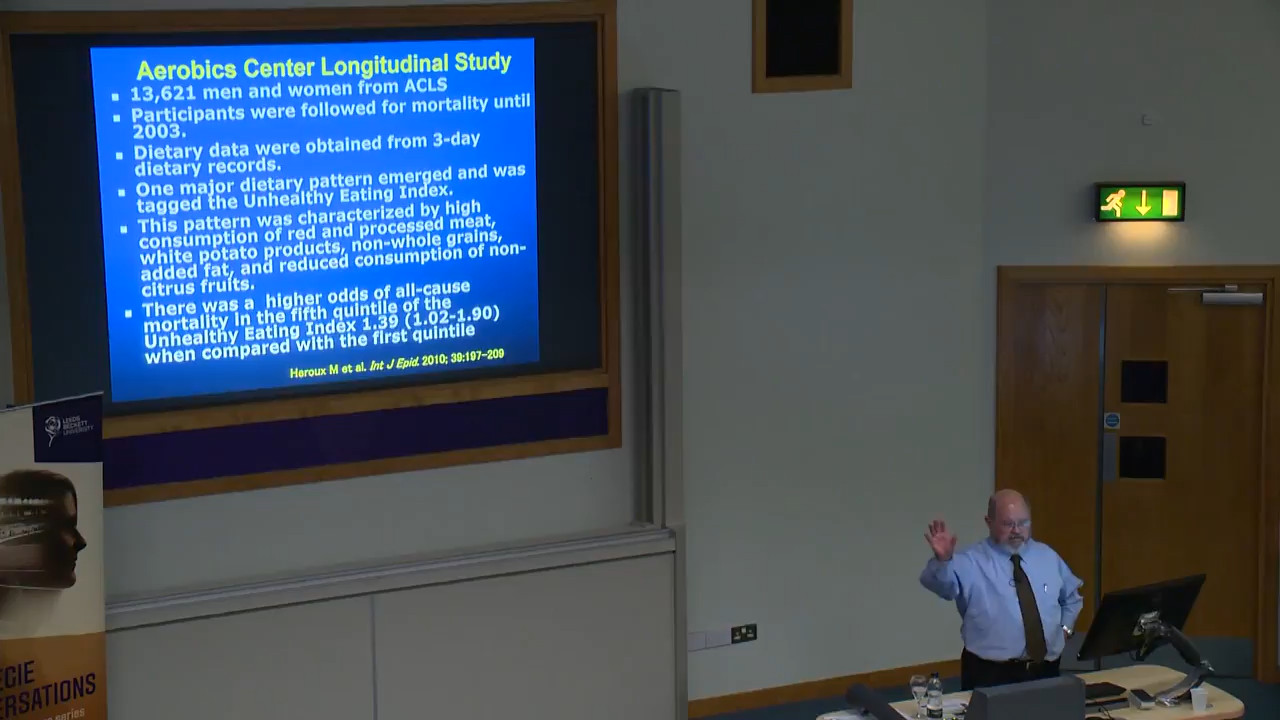 Aerobics Center Longitudinal Study
13,621 men and women from ACLS
Participants were followed for mortality until
2003.
Dietary data were obtained from 3-day
dietary records.
One major dietary pattern emerged and was
tagged the Unhealthy Eating Index.
This pattern was characterized by high
consumption of red and processed meat,
white potato products, non-whole grains,
added fat, and reduced consumption of non-
citrus fruits.
There was a higher odds of all-cause
mortality in the fifth quintile of the
Unhealthy Eating Index 1.39 (1.02-1.90)
when compared with the first quintile
Heroux M et al. Int J Epid. 2010; 39:197-209
LEEDS
BECKETT
UNIVERSITY
ECIE
ERSATIONS
series